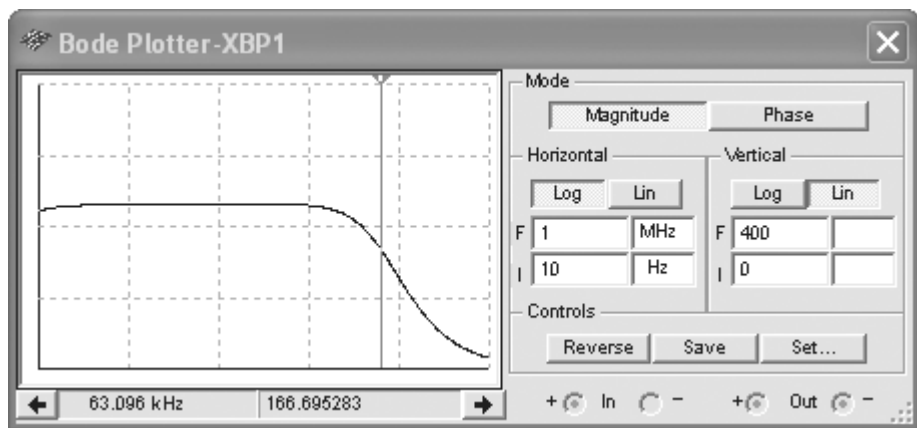 Bode Plotter-XBP1
Mode
Magnitude Phase
Horizontal Vertical
Log Lin Log Lin
F 1 MHz F 400
I 10 Hz I 0
Controls
Reverse Save Set...
63.096 kHz 166.695283
+ In - + Out -